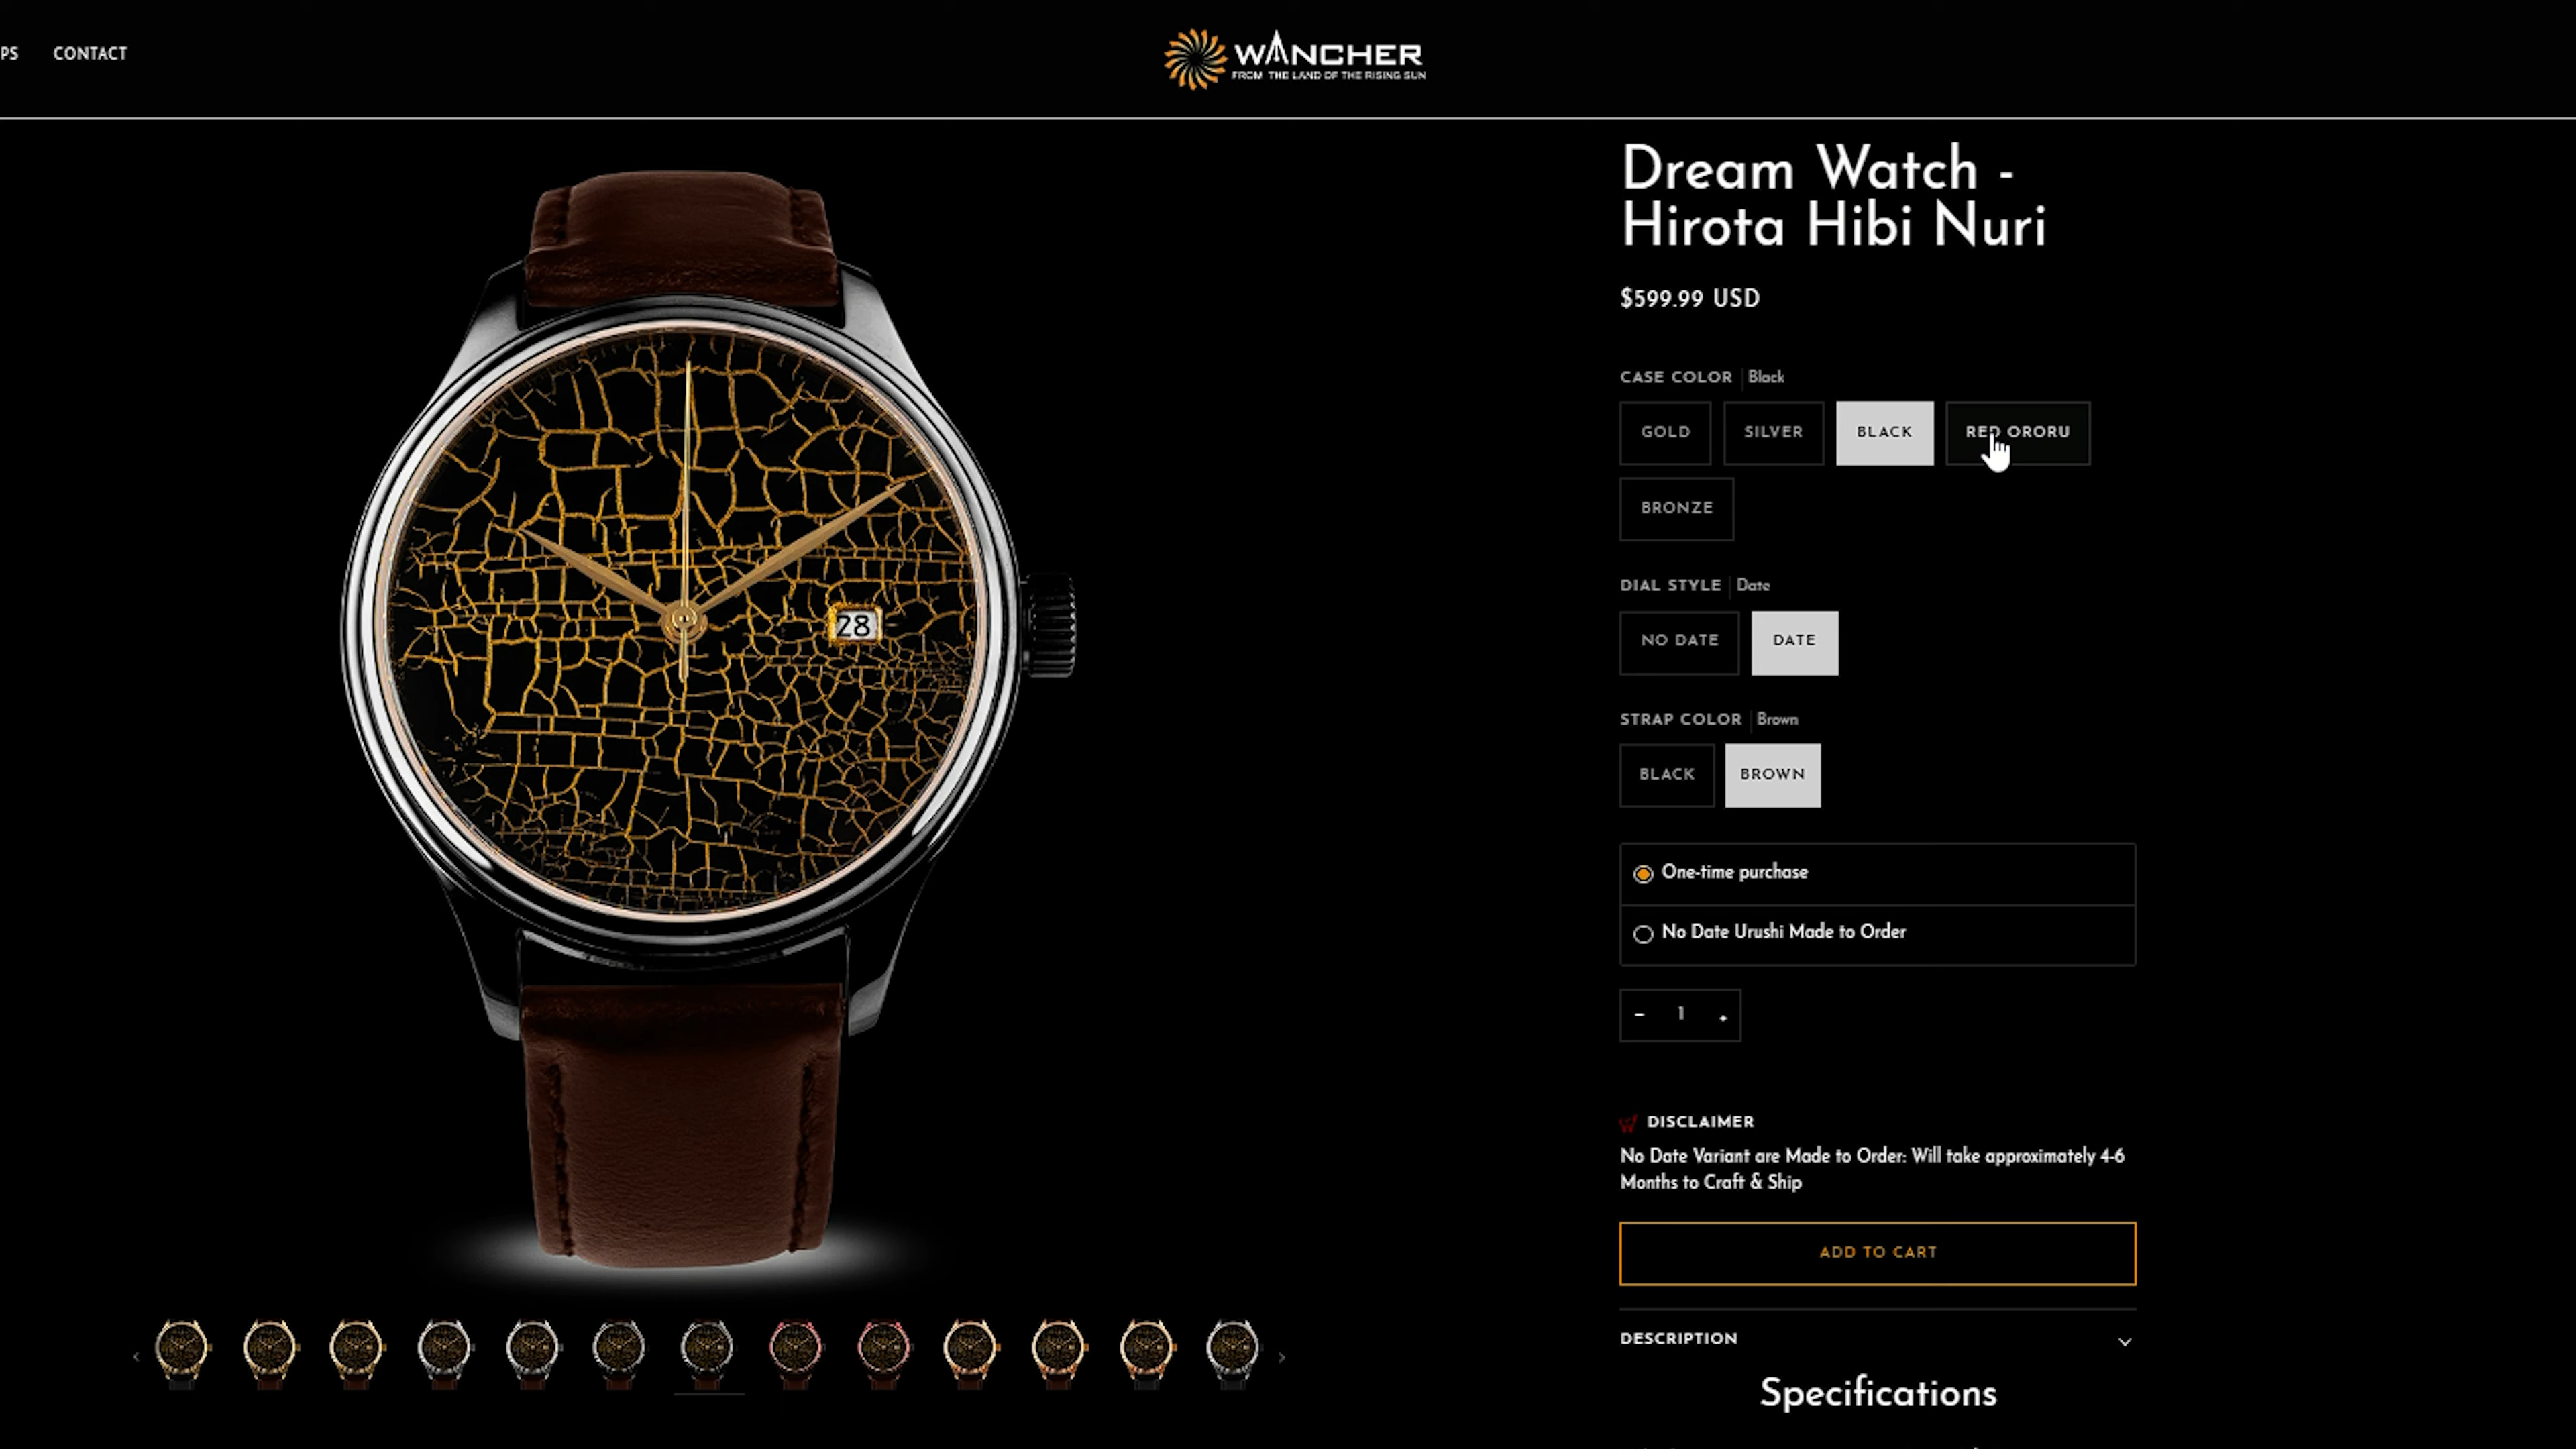 PS CONTACT
WANCHER
FROM THE LAND OF THE RISING SUN
Dream Watch -
Hirota Hibi Nuri
$599.99 USD
CASE COLOR Black
GOLD SILVER BLACK RED ORORU
BRONZE
DIAL STYLE Date
NO DATE DATE
28
STRAP COLOR Brown
BLACK BROWN
One-time purchase
No Date Urushi Made to Order
- 1 +
DISCLAIMER
No Date Variant are Made to Order: Will take approximately 4-6
Months to Craft & Ship
ADD TO CART
DESCRIPTION
Specifications